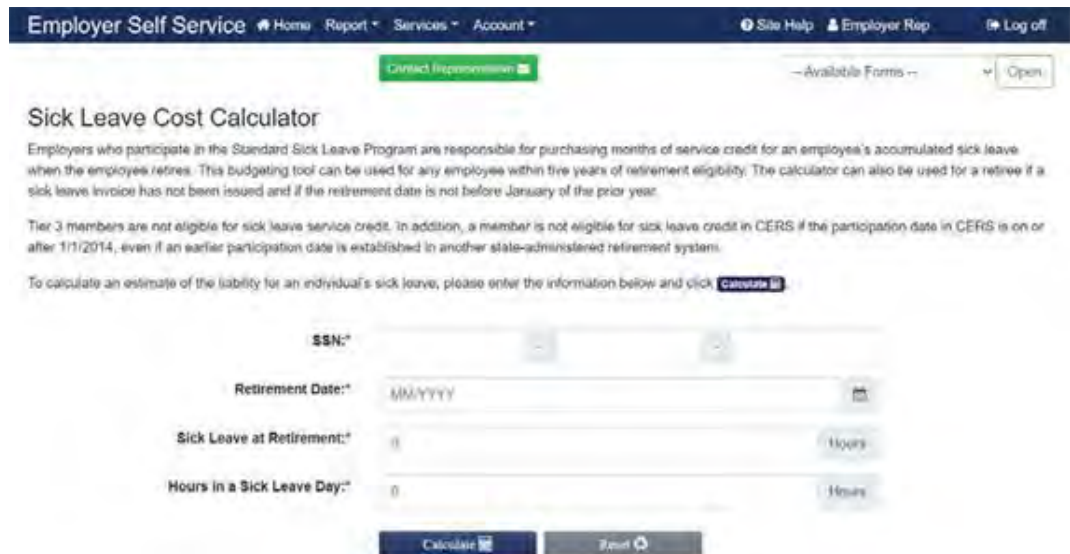 Employer Self Service Home Report Services Account Site Help Employer Rep Log off
Contact Representative -- Available Forms -- Open
Sick Leave Cost Calculator
Employers who participate in the Standard Sick Leave Program are responsible for purchasing months of service credit for an employee's accumulated sick leave
when the employee retires. This budgeting tool can be used for any employee within five years of retirement eligibility. The calculator can also be used for a retiree if a
sick leave invoice has not been issued and if the retirement date is not before January of the prior year.
Tier 3 members are not eligible for sick leave service credit. In addition, a member is not eligible for sick leave credit in CERS if the participation date in CERS is on or
after 1/1/2014, even if an earlier participation date is established in another state-administered retirement system.
To calculate an estimate of the liability for an individual's sick leave, please enter the information below and click Calculate.
SSN:* - -
Retirement Date:* MM/YYYY
Sick Leave at Retirement:* 0 Hours
Hours in a Sick Leave Day:* 0 Hours
Calculate Reset